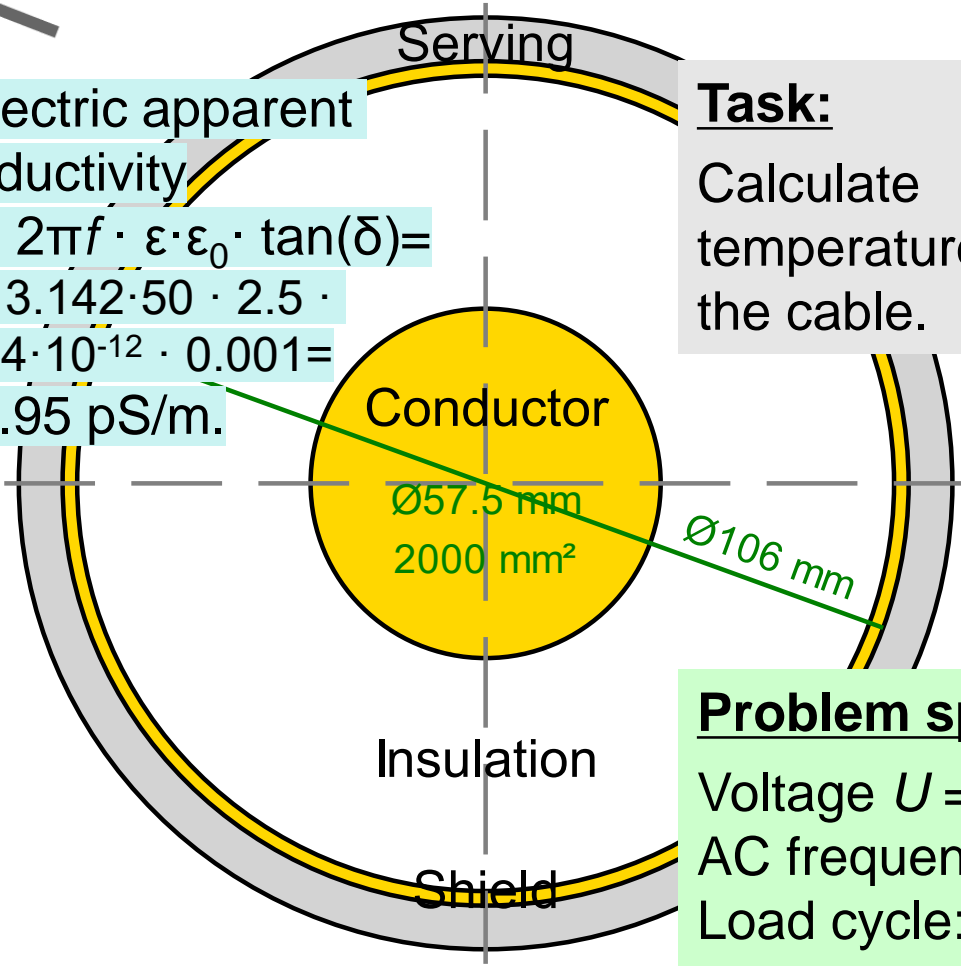 Serving
ectric apparent
ductivity
2πf · ε·ε₀· tan(δ)=
3.142·50 · 2.5 ·
4·10⁻¹² · 0.001=
.95 pS/m.
Task:
Calculate
temperature
the cable.
Conductor
Ø57.5 mm
2000 mm²
Ø106 mm
Insulation
Shield
Problem sp
Voltage U =
AC frequen
Load cycle: